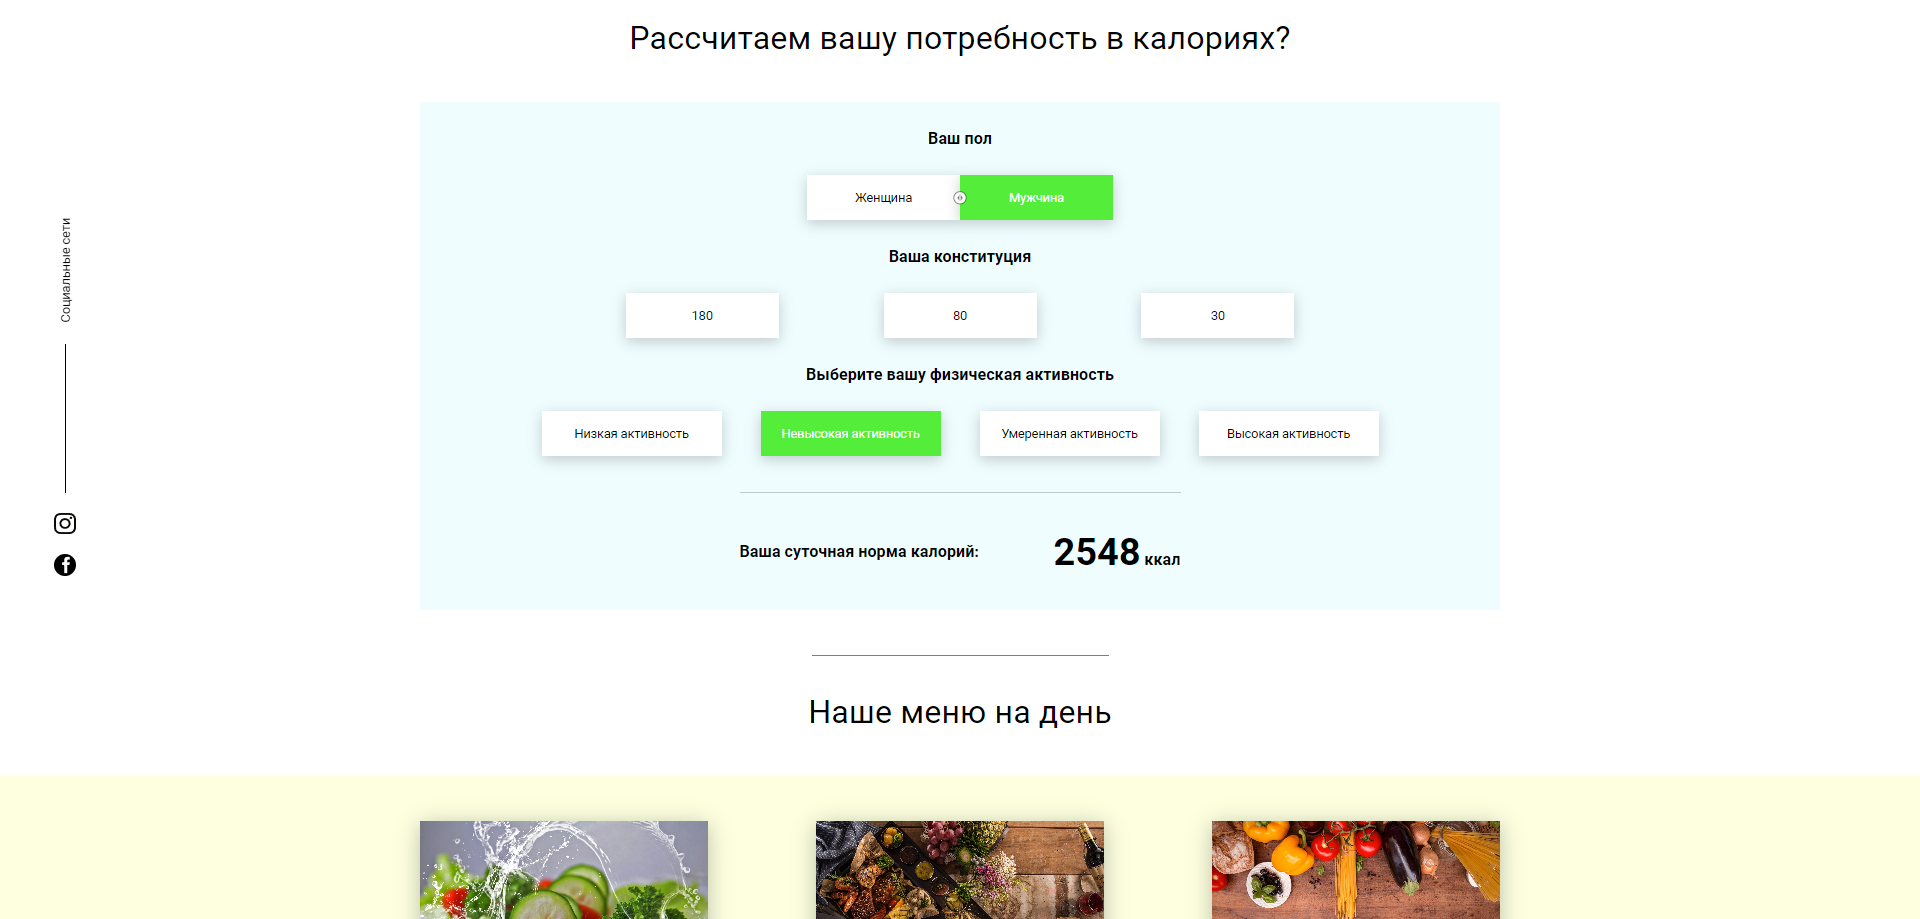 Рассчитаем вашу потребность в калориях?
Ваш пол
Женщина
Мужчина
Ваша конституция
180
80
30
Выберите вашу физическая активность
Низкая активность
Невысокая активность
Умеренная активность
Высокая активность
Ваша суточная норма калорий:
2548 ккал
Социальные сети
Наше меню на день